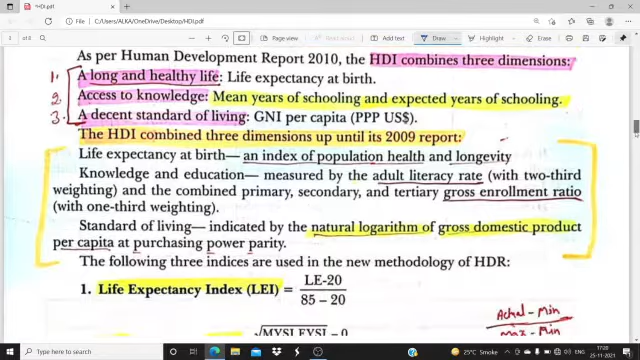 *HDI.pdf
File | C:/Users/ALKA/OneDrive/Desktop/HDI.pdf
of 8
Page view
Read aloud
Add text
Draw
Highlight
Erase
As per Human Development Report 2010, the HDI combines three dimensions:
1. A long and healthy life: Life expectancy at birth.
2. Access to knowledge: Mean years of schooling and expected years of schooling.
3. A decent standard of living: GNI per capita (PPP US$).
The HDI combined three dimensions up until its 2009 report:
Life expectancy at birth— an index of population health and longevity
Knowledge and education— measured by the adult literacy rate (with two-third
weighting) and the combined primary, secondary, and tertiary gross enrollment ratio
(with one-third weighting).
Standard of living— indicated by the natural logarithm of gross domestic product
per capita at purchasing power parity.
The following three indices are used in the new methodology of HDR:
1. Life Expectancy Index (LEI) = LE-20
85 – 20
Actual - Min
Max - Min
√MYSI.EYSI – 0
25°C Smoke
ENG
17:20
25-11-2021